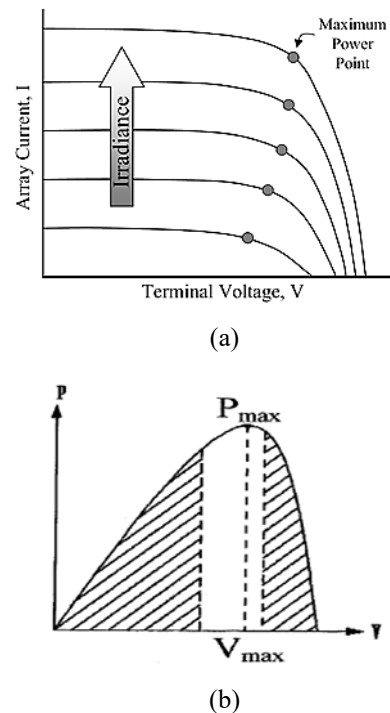 Maximum
Power
Point
Array Current, I
Irradiance
Terminal Voltage, V
(a)
P
Pmax
Vmax
V
(b)